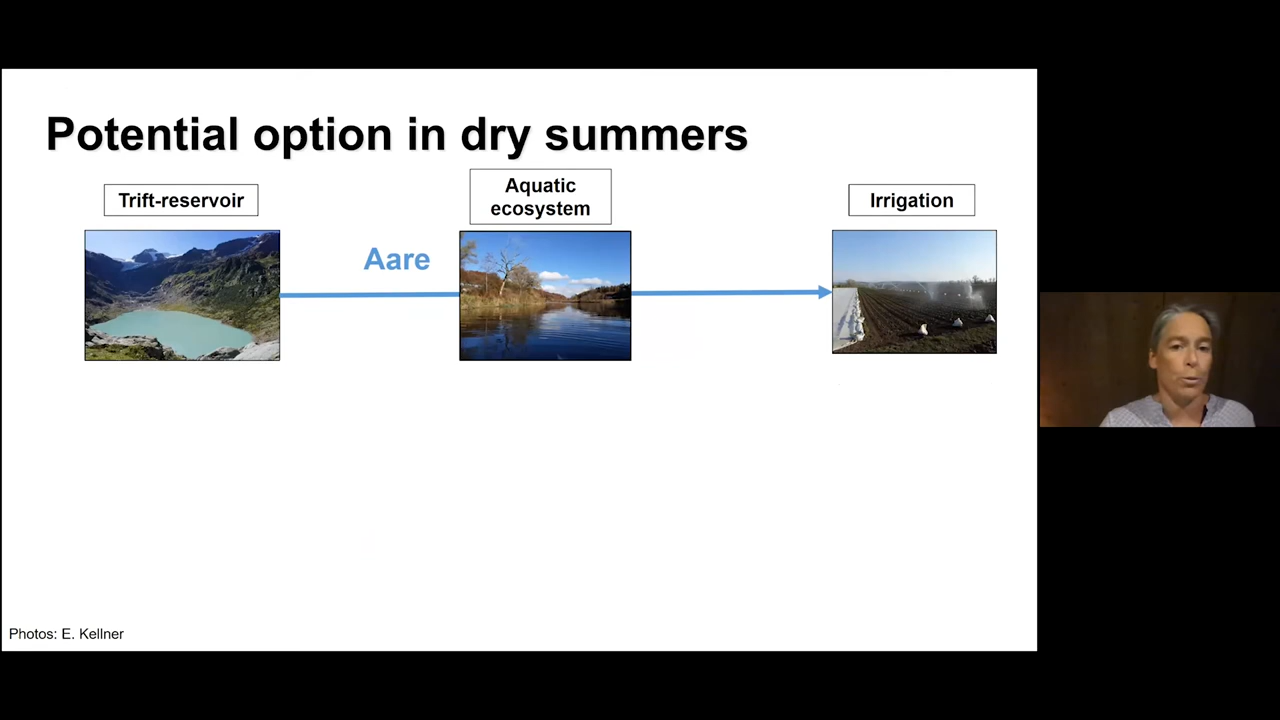 Potential option in dry summers
Trift-reservoir
Aquatic
ecosystem
Irrigation
Aare
Photos: E. Kellner